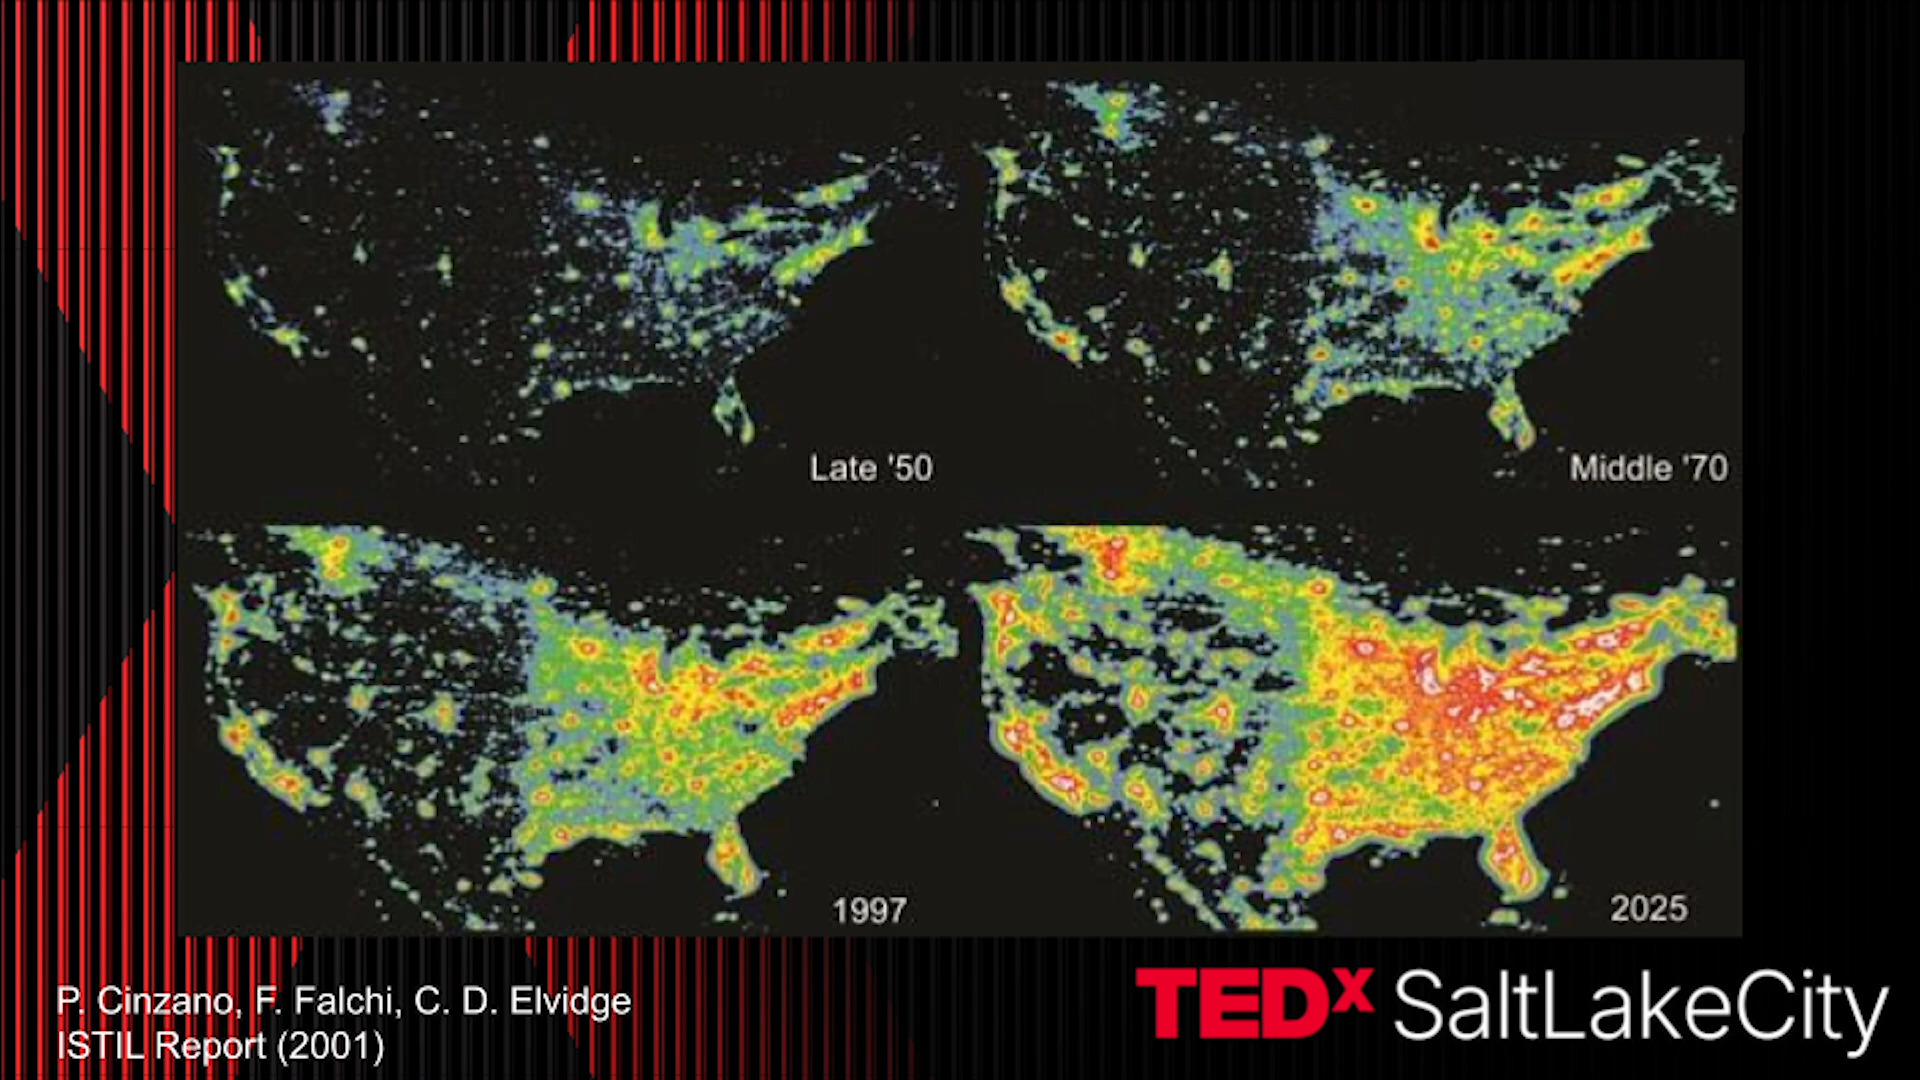 Late '50
Middle '70
1997
2025
P. Cinzano, F. Falchi, C. D. Elvidge
ISTIL Report (2001)
TEDx SaltLakeCity